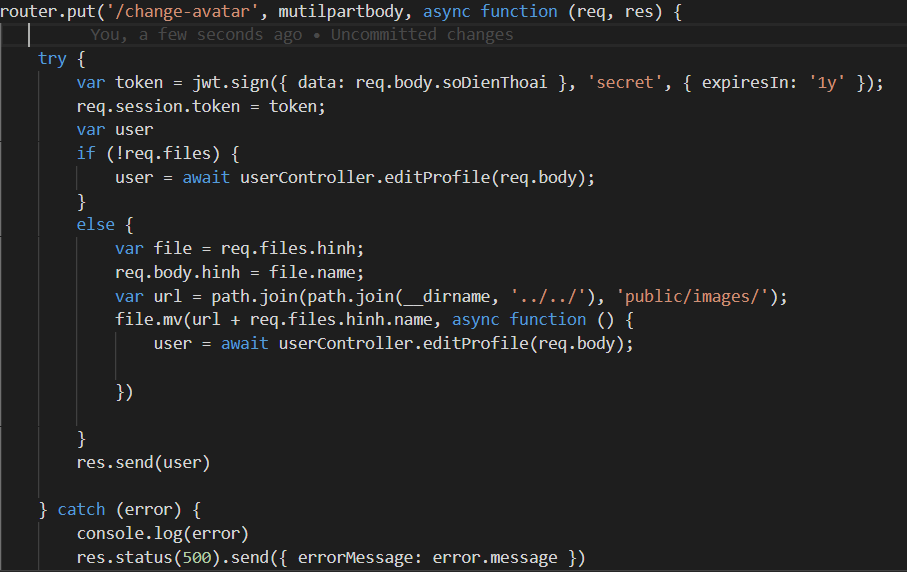 router.put('/change-avatar', mutilpartbody, async function (req, res) {
You, a few seconds ago • Uncommitted changes
try {
var token = jwt.sign({ data: req.body.soDienThoai }, 'secret', { expiresIn: '1y' });
req.session.token = token;
var user
if (!req.files) {
user = await userController.editProfile(req.body);
}
else {
var file = req.files.hinh;
req.body.hinh = file.name;
var url = path.join(path.join(__dirname, '../../'), 'public/images/');
file.mv(url + req.files.hinh.name, async function () {
user = await userController.editProfile(req.body);
})
}
res.send(user)
} catch (error) {
console.log(error)
res.status(500).send({ errorMessage: error.message })